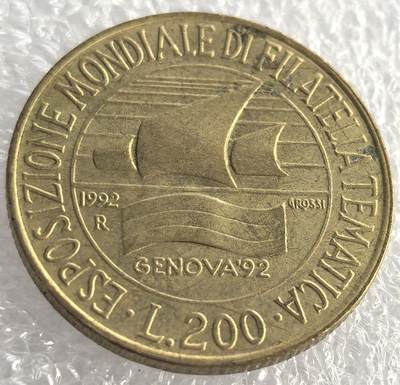 · ESPOSIZIONE MONDIALE DI FILATELIA TEMATICA ·
1992
R
G ROSSI
GENOVA '92
L. 200